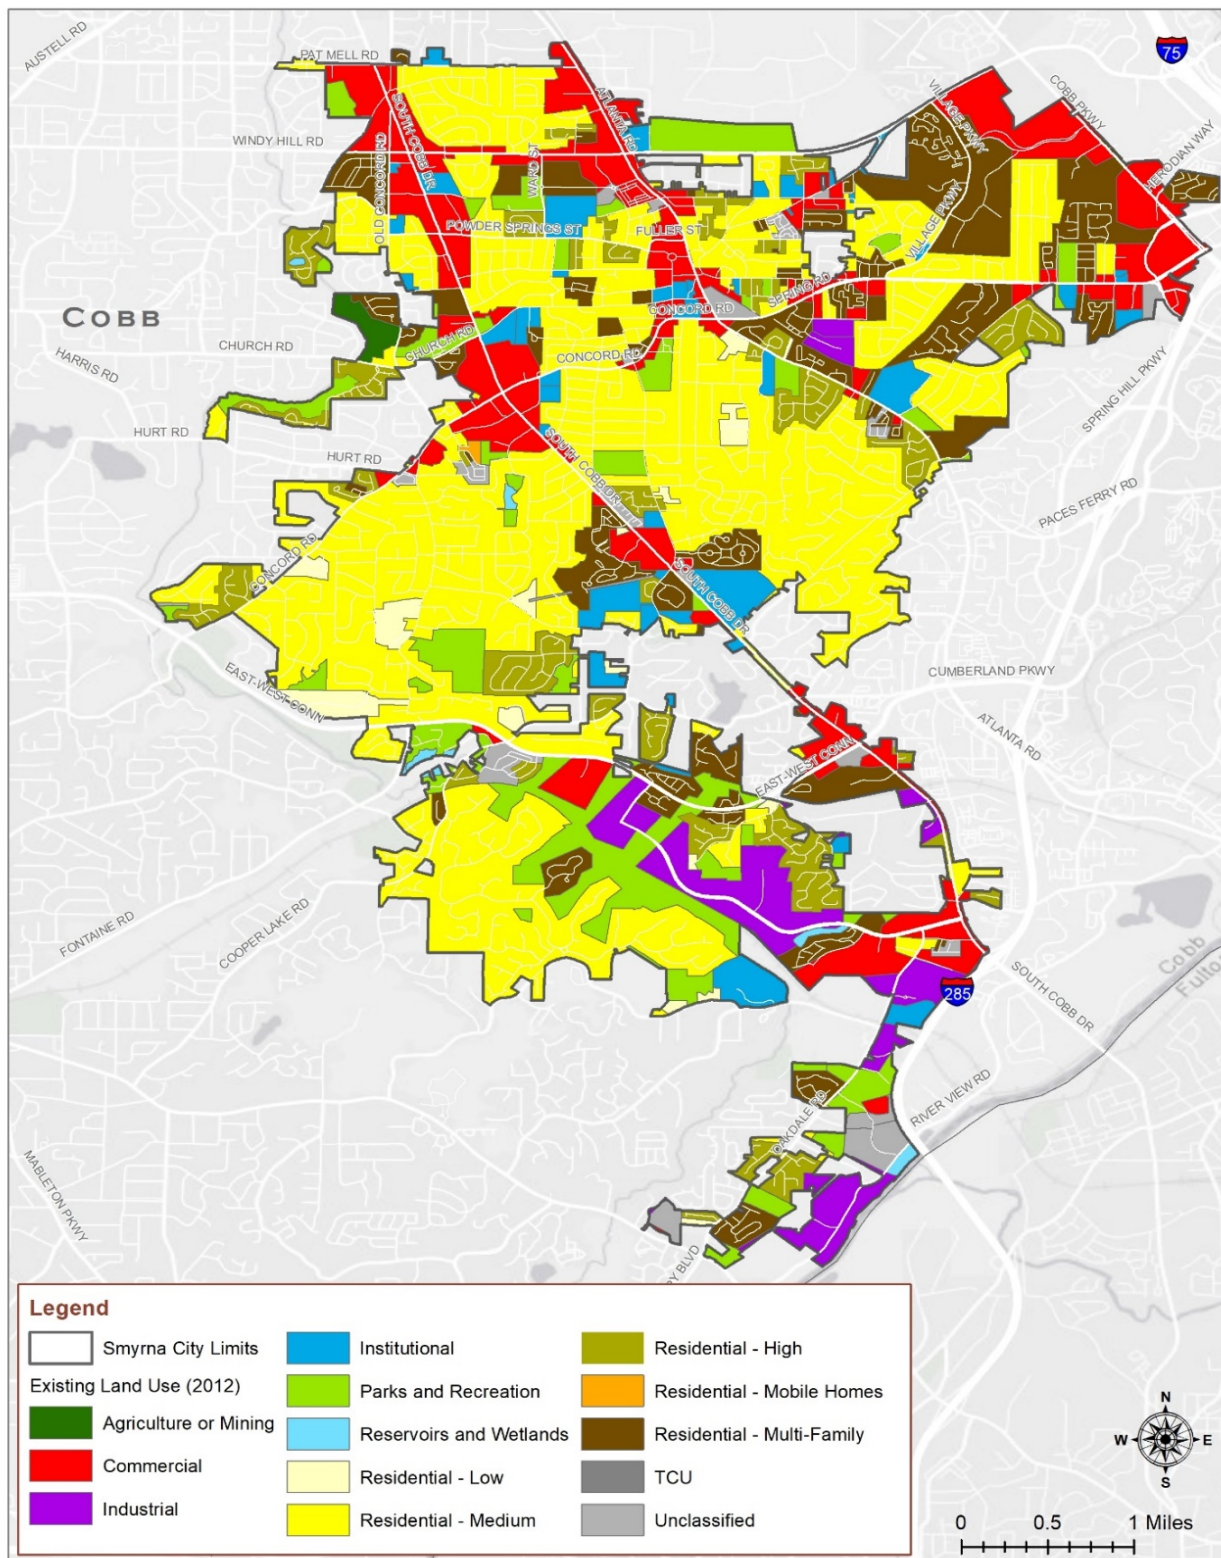 AUSTELL RD
PAT MELL RD
75
ATLANTA RD
VILLAGE PKWY
COBB PKWY
SOUTH COBB DR
WINDY HILL RD
OLD CONCORD RD
WARD ST
HERODIAN WAY
POWDER SPRINGS ST
FULLER ST
VILLAGE PKWY
SPRING RD
COBB
CONCORD RD
CHURCH RD
CHURCH RD
CONCORD RD
HARRIS RD
SPRING HILL PKWY
HURT RD
HURT RD
SOUTH COBB DR
PACES FERRY RD
CONCORD RD
SOUTH COBB DR
CUMBERLAND PKWY
EAST-WEST CONN
ATLANTA RD
EAST-WEST CONN
FONTAINE RD
COOPER LAKE RD
Cobb
Fulto
SOUTH COBB DR
285
RIVER VIEW RD
OAKDALE RD
MABLETON PKWY
RY BLVD
Legend
Smyrna City Limits
Existing Land Use (2012)
Agriculture or Mining
Commercial
Industrial
Institutional
Parks and Recreation
Reservoirs and Wetlands
Residential - Low
Residential - Medium
Residential - High
Residential - Mobile Homes
Residential - Multi-Family
TCU
Unclassified
N
W E
S
0 0.5 1 Miles